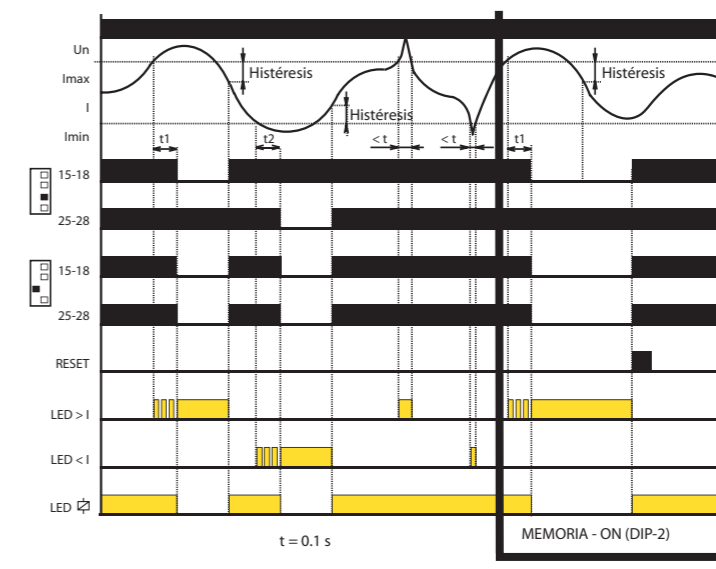 Un
Imax
Histéresis
Histéresis
I
Histéresis
Imin
t1
t2
< t
< t
t1
15-18
25-28
15-18
25-28
RESET
LED > I
LED < I
LED
t = 0.1 s
MEMORIA - ON (DIP-2)